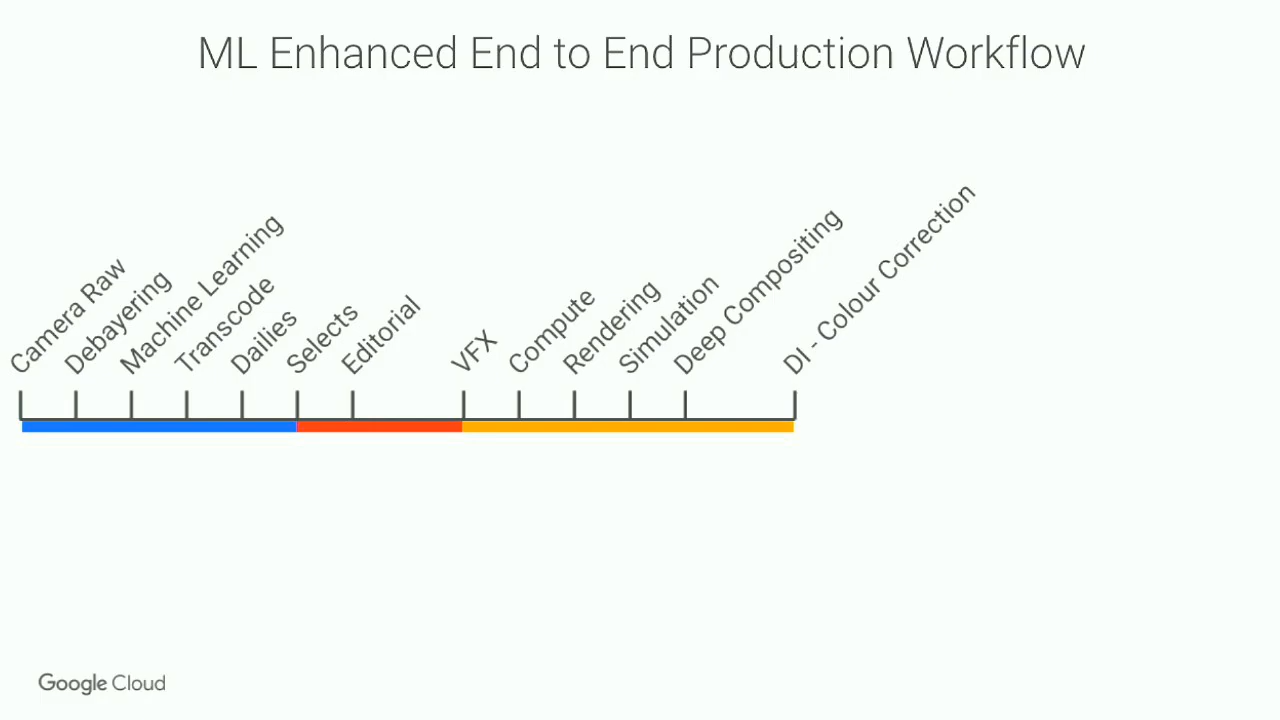 ML Enhanced End to End Production Workflow
Camera Raw
Debayering
Machine Learning
Transcode
Dailies
Selects
Editorial
VFX
Compute
Rendering
Simulation
Deep Compositing
DI - Colour Correction
Google Cloud